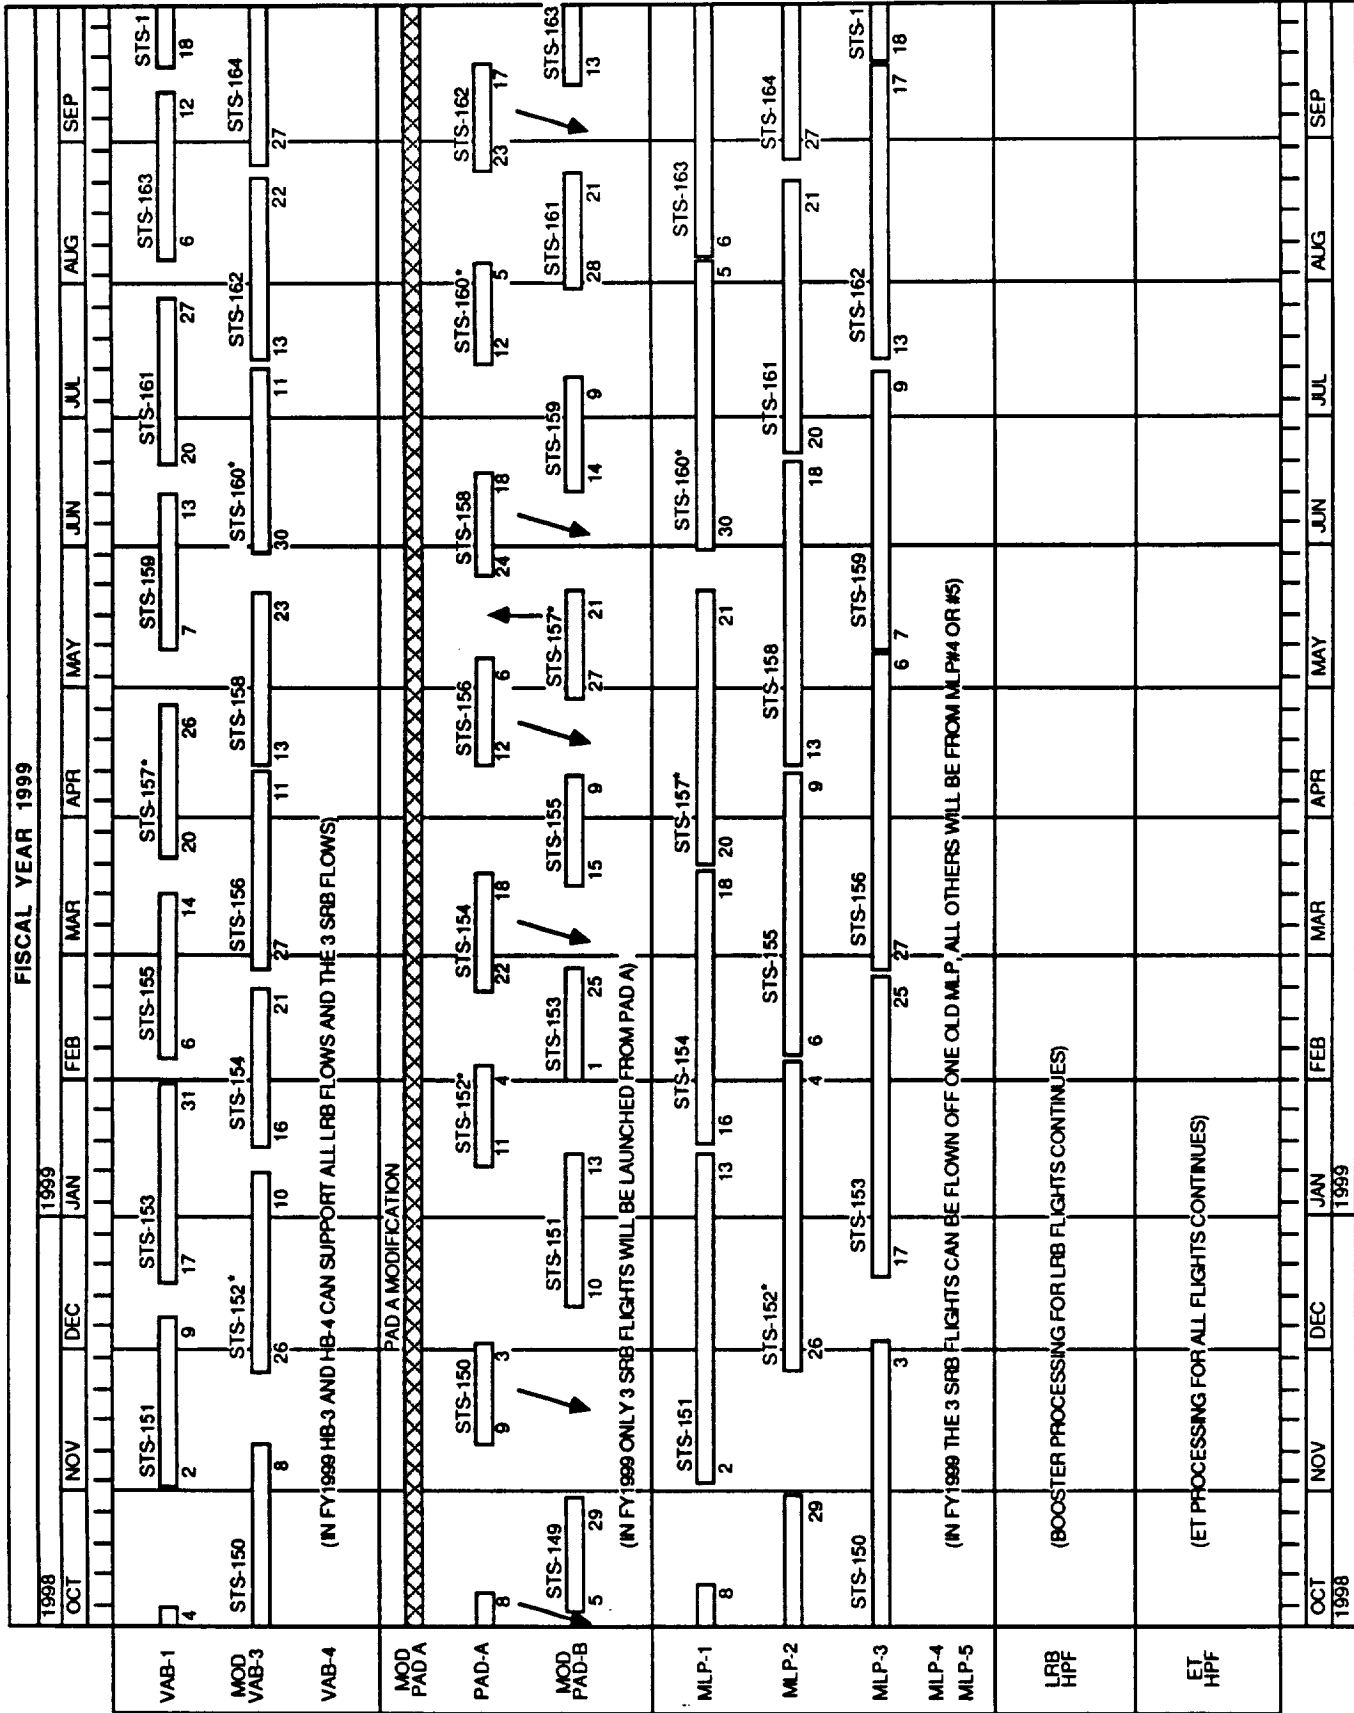 FISCAL YEAR 1999
1998 1999
OCT NOV DEC JAN FEB MAR APR MAY JUN JUL AUG SEP
VAB-1
STS-151 STS-153 STS-155 STS-157* STS-159 STS-161 STS-163 STS-1
4 2 9 17 31 6 14 20 26 7 13 20 27 6 12 18
MOD
VAB-3
STS-150 STS-152* STS-154 STS-156 STS-158 STS-160* STS-162 STS-164
8 26 10 16 21 27 11 13 23 30 11 13 22 27
VAB-4
(IN FY1999 HB-3 AND HB-4 CAN SUPPORT ALL LRB FLOWS AND THE 3 SRB FLOWS)
PAD A MODIFICATION
MOD
PAD A
PAD-A
STS-150 STS-152* STS-154 STS-156 STS-158 STS-160* STS-162
8 9 3 11 4 22 18 12 6 24 18 12 5 23 17
MOD
PAD-B
STS-149 STS-151 STS-153 STS-155 STS-157* STS-159 STS-161 STS-163
5 29 10 13 1 25 15 9 27 21 14 9 28 21 13
(IN FY1999 ONLY 3 SRB FLIGHTS WILL BE LAUNCHED FROM PAD A)
MLP-1
STS-151 STS-154 STS-157* STS-160* STS-163
8 2 13 16 18 20 21 30 5 6
MLP-2
STS-152* STS-155 STS-158 STS-161 STS-164
29 26 4 6 9 13 18 20 21 27
MLP-3
STS-150 STS-153 STS-156 STS-159 STS-162 STS-1
3 17 25 27 6 7 9 13 17 18
MLP-4
MLP-5
(IN FY1999 THE 3 SRB FLIGHTS CAN BE FLOWN OFF ONE OLD MLP, ALL OTHERS WILL BE FROM MLP#4 OR #5)
LRB
HPF
(BOOSTER PROCESSING FOR LRB FLIGHTS CONTINUES)
ET
HPF
(ET PROCESSING FOR ALL FLIGHTS CONTINUES)
OCT NOV DEC JAN FEB MAR APR MAY JUN JUL AUG SEP
1998 1999